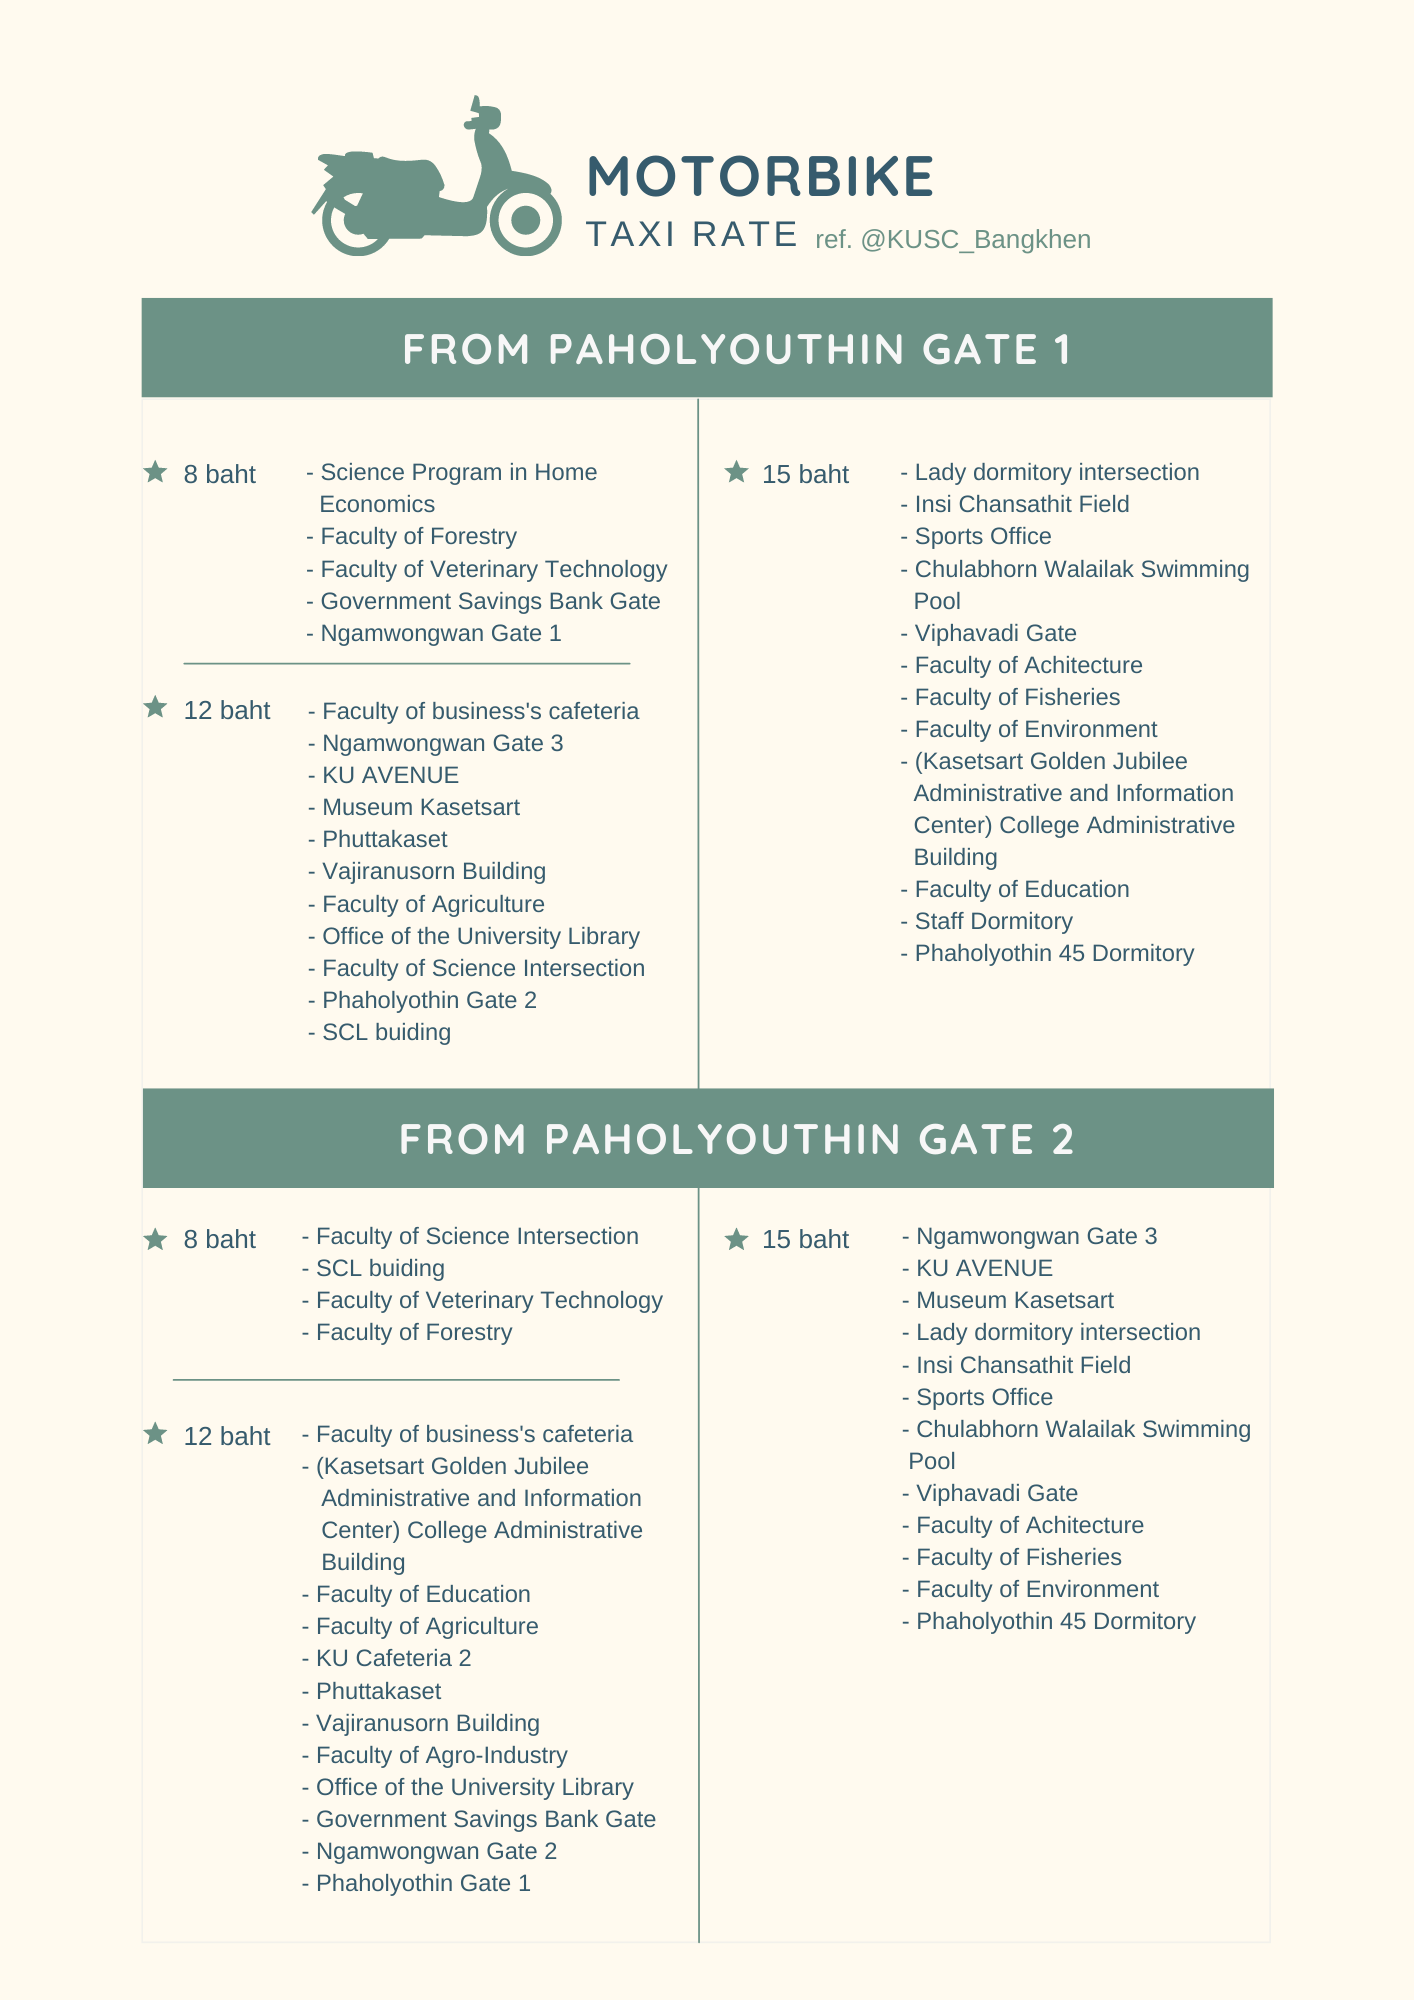 MOTORBIKE
TAXI RATE ref. @KUSC_Bangkhen
FROM PAHOLYOUTHIN GATE 1
8 baht
- Science Program in Home
Economics
- Faculty of Forestry
- Faculty of Veterinary Technology
- Government Savings Bank Gate
- Ngamwongwan Gate 1
12 baht
- Faculty of business's cafeteria
- Ngamwongwan Gate 3
- KU AVENUE
- Museum Kasetsart
- Phuttakaset
- Vajiranusorn Building
- Faculty of Agriculture
- Office of the University Library
- Faculty of Science Intersection
- Phaholyothin Gate 2
- SCL buiding
15 baht
- Lady dormitory intersection
- Insi Chansathit Field
- Sports Office
- Chulabhorn Walailak Swimming
Pool
- Viphavadi Gate
- Faculty of Achitecture
- Faculty of Fisheries
- Faculty of Environment
- (Kasetsart Golden Jubilee
Administrative and Information
Center) College Administrative
Building
- Faculty of Education
- Staff Dormitory
- Phaholyothin 45 Dormitory
FROM PAHOLYOUTHIN GATE 2
8 baht
- Faculty of Science Intersection
- SCL buiding
- Faculty of Veterinary Technology
- Faculty of Forestry
12 baht
- Faculty of business's cafeteria
- (Kasetsart Golden Jubilee
Administrative and Information
Center) College Administrative
Building
- Faculty of Education
- Faculty of Agriculture
- KU Cafeteria 2
- Phuttakaset
- Vajiranusorn Building
- Faculty of Agro-Industry
- Office of the University Library
- Government Savings Bank Gate
- Ngamwongwan Gate 2
- Phaholyothin Gate 1
15 baht
- Ngamwongwan Gate 3
- KU AVENUE
- Museum Kasetsart
- Lady dormitory intersection
- Insi Chansathit Field
- Sports Office
- Chulabhorn Walailak Swimming
Pool
- Viphavadi Gate
- Faculty of Achitecture
- Faculty of Fisheries
- Faculty of Environment
- Phaholyothin 45 Dormitory